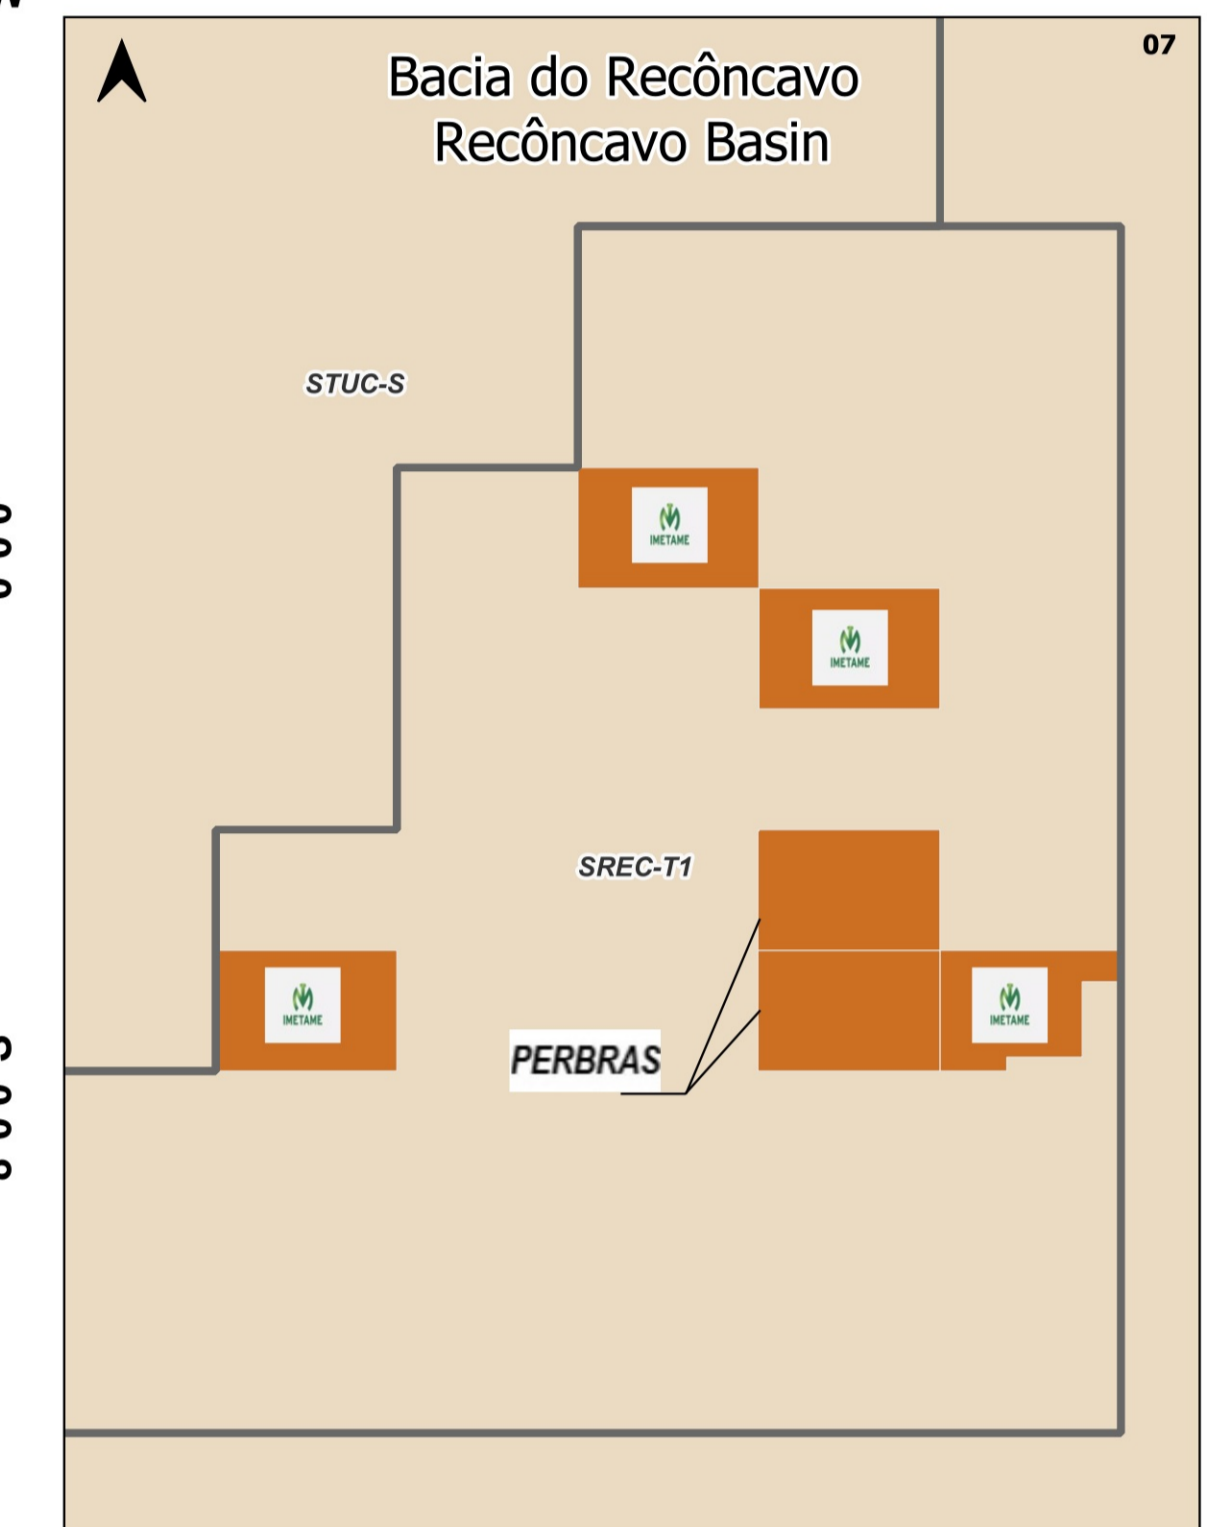 07
Bacia do Recôncavo
Recôncavo Basin
STUC-S
IMETAME
IMETAME
SREC-T1
IMETAME
IMETAME
PERBRAS